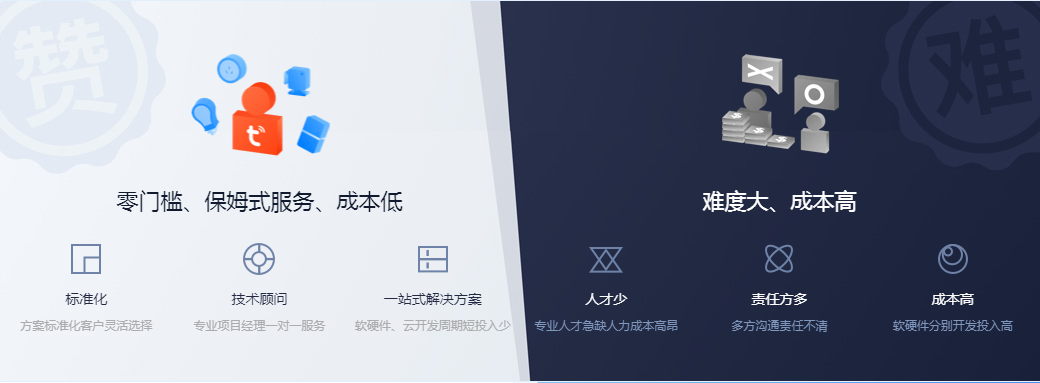 赞
零门槛、保姆式服务、成本低
标准化
方案标准化客户灵活选择
技术顾问
专业项目经理一对一服务
一站式解决方案
软硬件、云开发周期短投入少
难
X
O
难度大、成本高
人才少
专业人才急缺人力成本高昂
责任方多
多方沟通责任不清
成本高
软硬件分别开发投入高